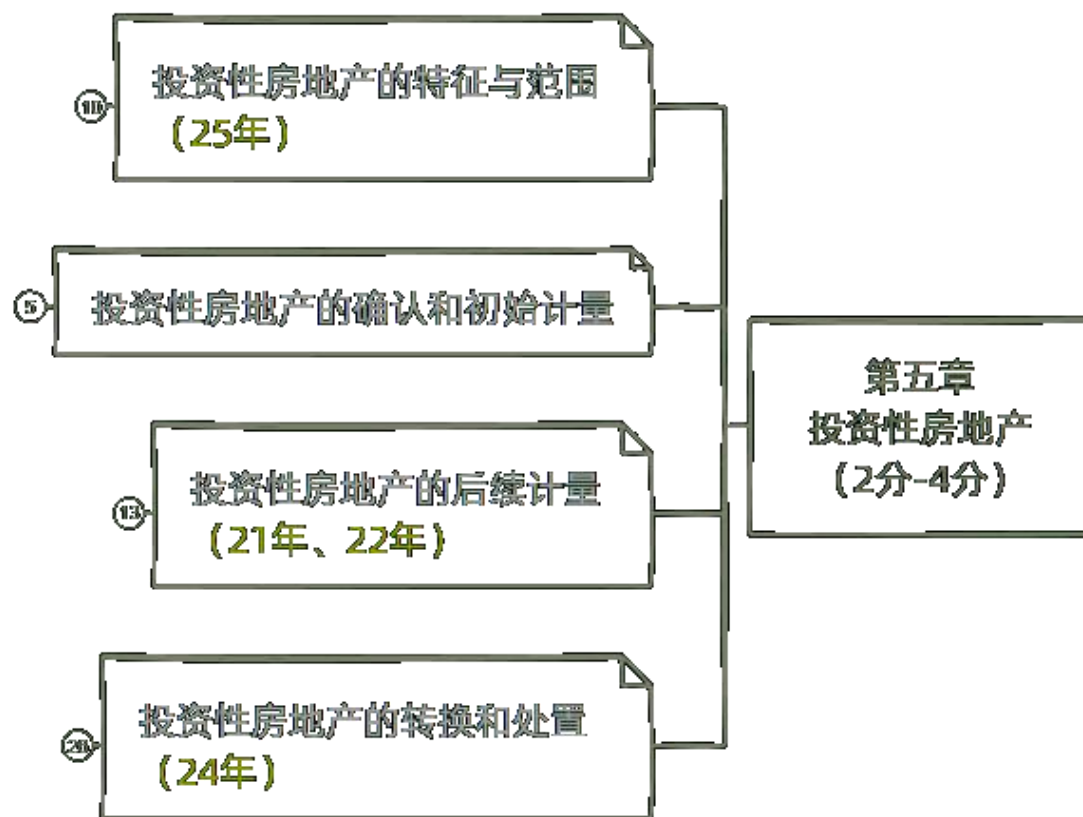 投资性房地产的特征与范围
（25年）
10
投资性房地产的确认和初始计量
5
投资性房地产的后续计量
（21年、22年）
13
投资性房地产的转换和处置
（24年）
第五章
投资性房地产
（2分-4分）